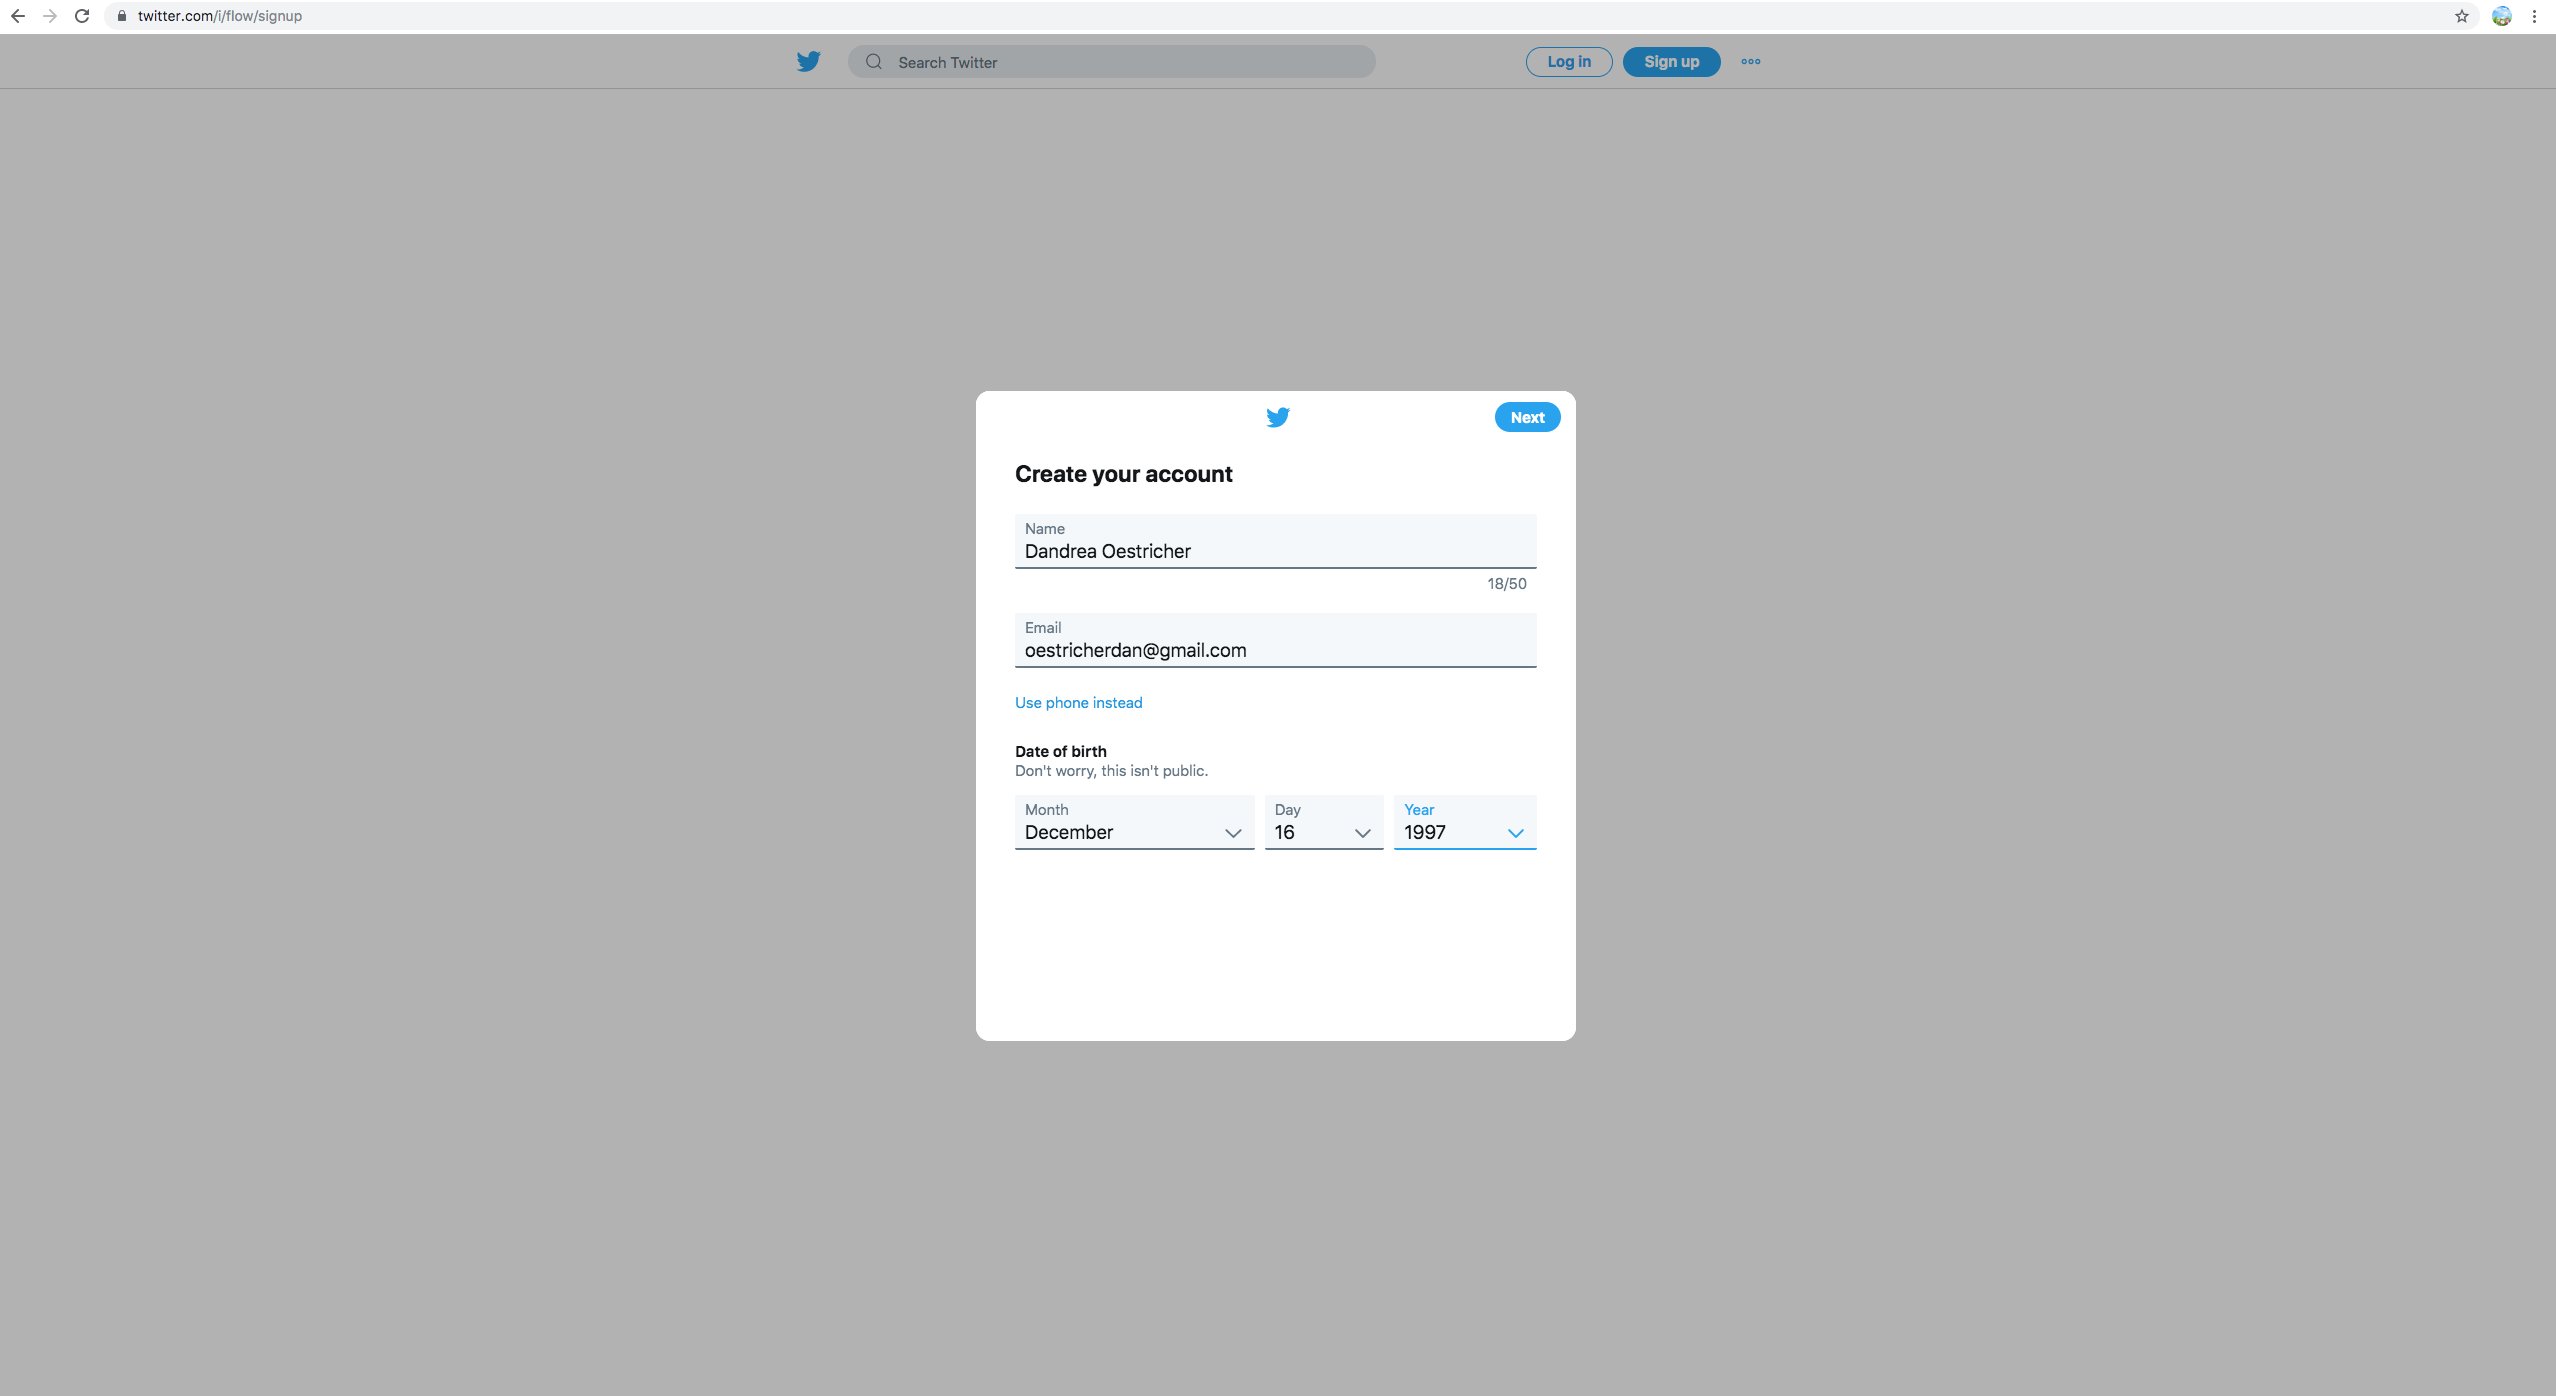 twitter.com/i/flow/signup
Search Twitter
Log in
Sign up
Next
Create your account
Name
Dandrea Oestricher
18/50
Email
oestricherdan@gmail.com
Use phone instead
Date of birth
Don't worry, this isn't public.
Month
December
Day
16
Year
1997